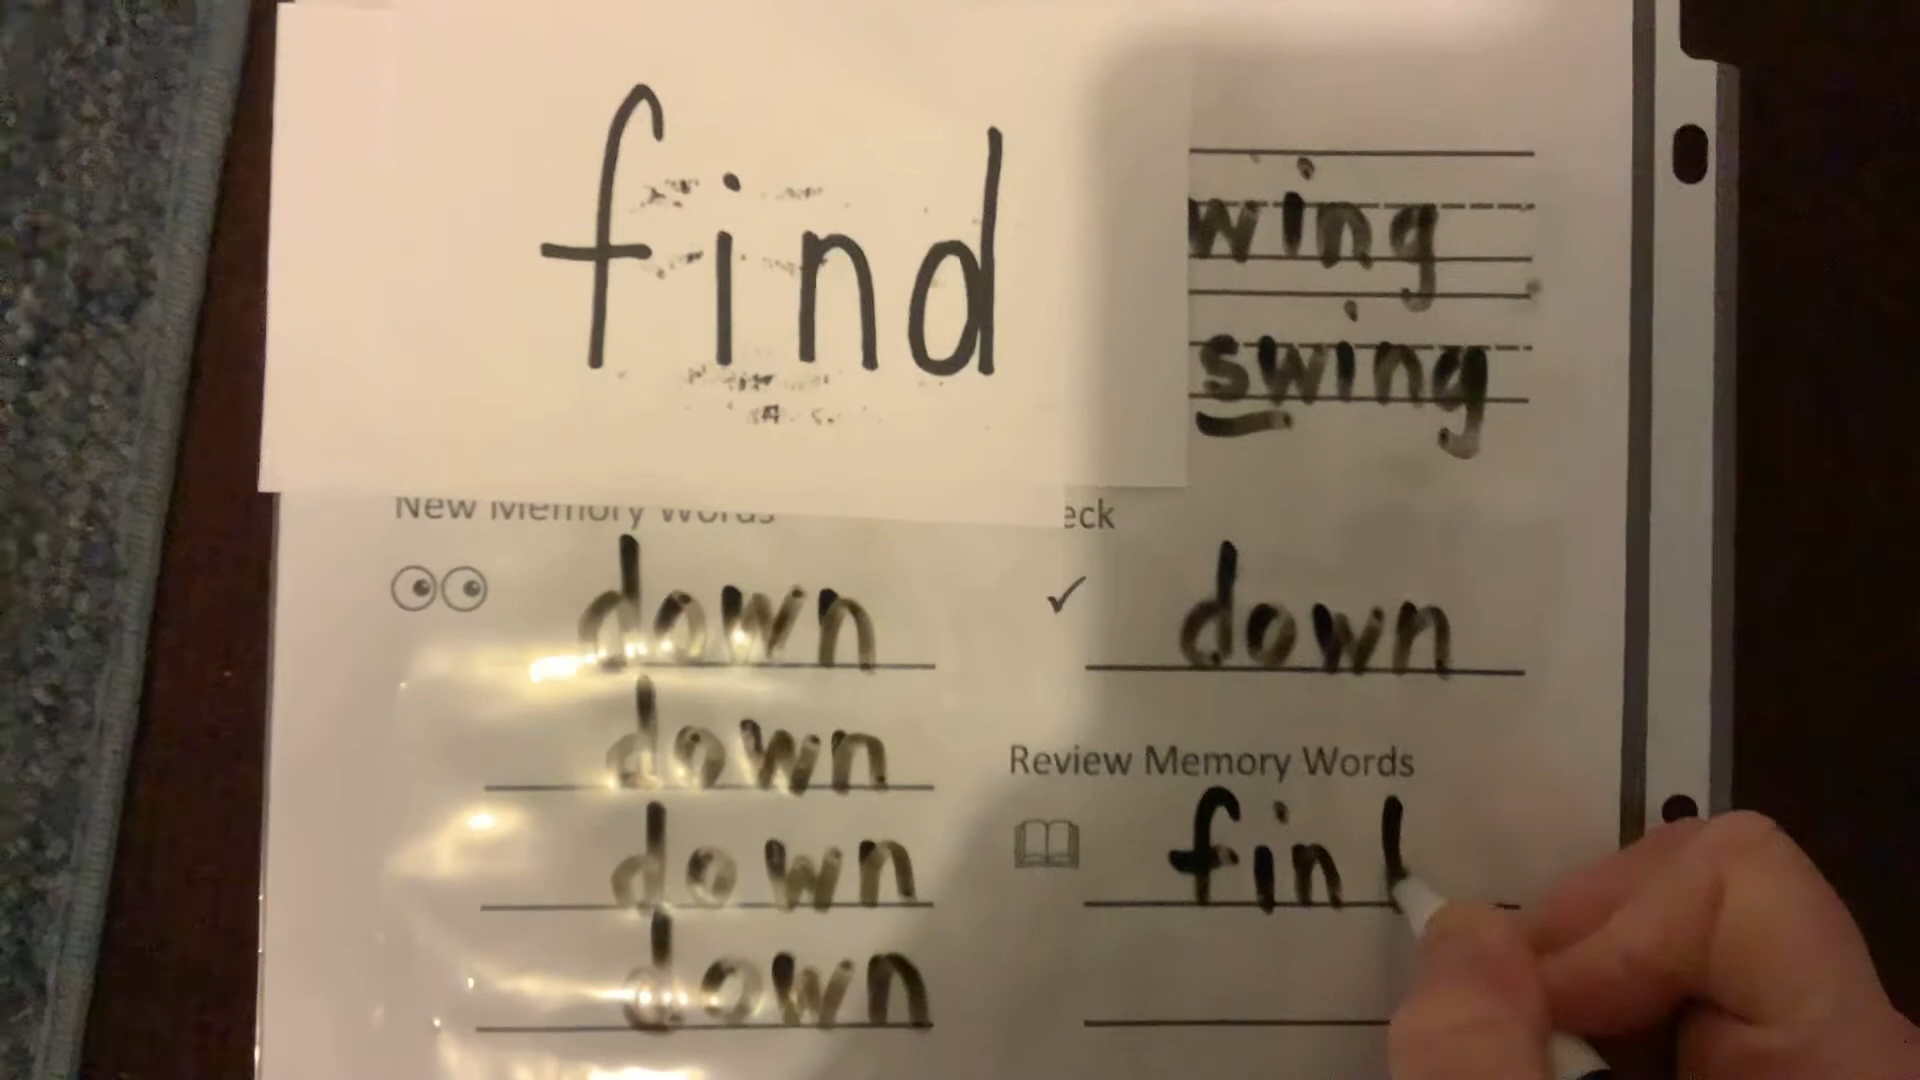 find
wing
swing
New Memory Words
eck
down
down
down
down
down
Review Memory Words
fin